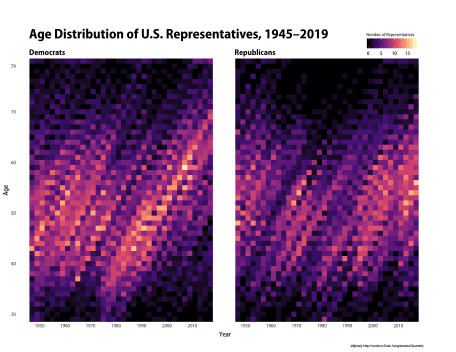 Age Distribution of U.S. Representatives, 1945–2019
Number of Representatives
0 5 10 15
Democrats
Republicans
79
70
60
50
40
30
Age
1950 1960 1970 1980 1990 2000 2010
1950 1960 1970 1980 1990 2000 2010
Year